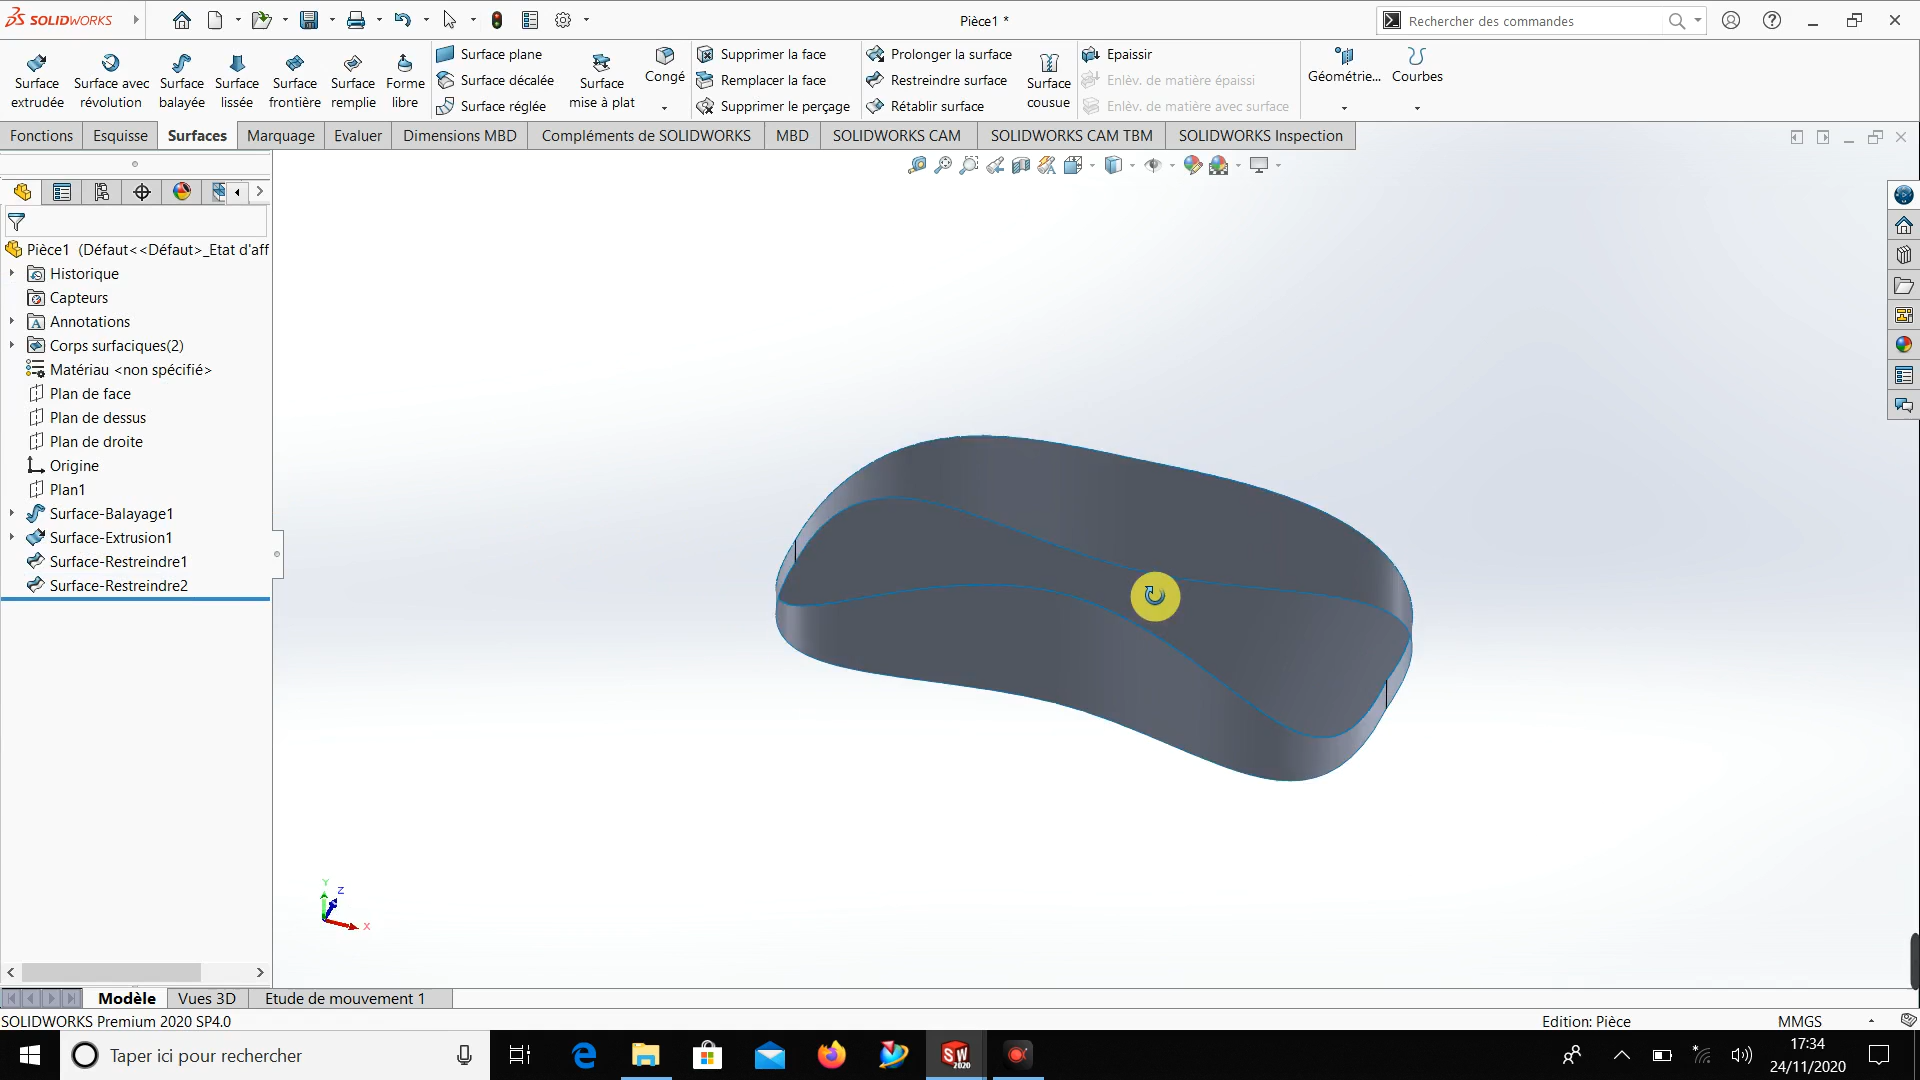 SOLIDWORKS
Pièce1 *
Rechercher des commandes
Surface extrudée
Surface avec révolution
Surface balayée
Surface lissée
Surface frontière
Surface remplie
Forme libre
Surface plane
Surface décalée
Surface réglée
Surface mise à plat
Congé
Supprimer la face
Remplacer la face
Supprimer le perçage
Prolonger la surface
Restreindre surface
Rétablir surface
Surface cousue
Epaissir
Enlèv. de matière épaissi
Enlèv. de matière avec surface
Géométrie...
Courbes
Fonctions
Esquisse
Surfaces
Marquage
Evaluer
Dimensions MBD
Compléments de SOLIDWORKS
MBD
SOLIDWORKS CAM
SOLIDWORKS CAM TBM
SOLIDWORKS Inspection
Pièce1 (Défaut<<Défaut>_Etat d'aff
Historique
Capteurs
Annotations
Corps surfaciques(2)
Matériau <non spécifié>
Plan de face
Plan de dessus
Plan de droite
Origine
Plan1
Surface-Balayage1
Surface-Extrusion1
Surface-Restreindre1
Surface-Restreindre2
Y
Z
X
Modèle
Vues 3D
Etude de mouvement 1
SOLIDWORKS Premium 2020 SP4.0
Edition: Pièce
MMGS
Taper ici pour rechercher
SW
2020
17:34
24/11/2020